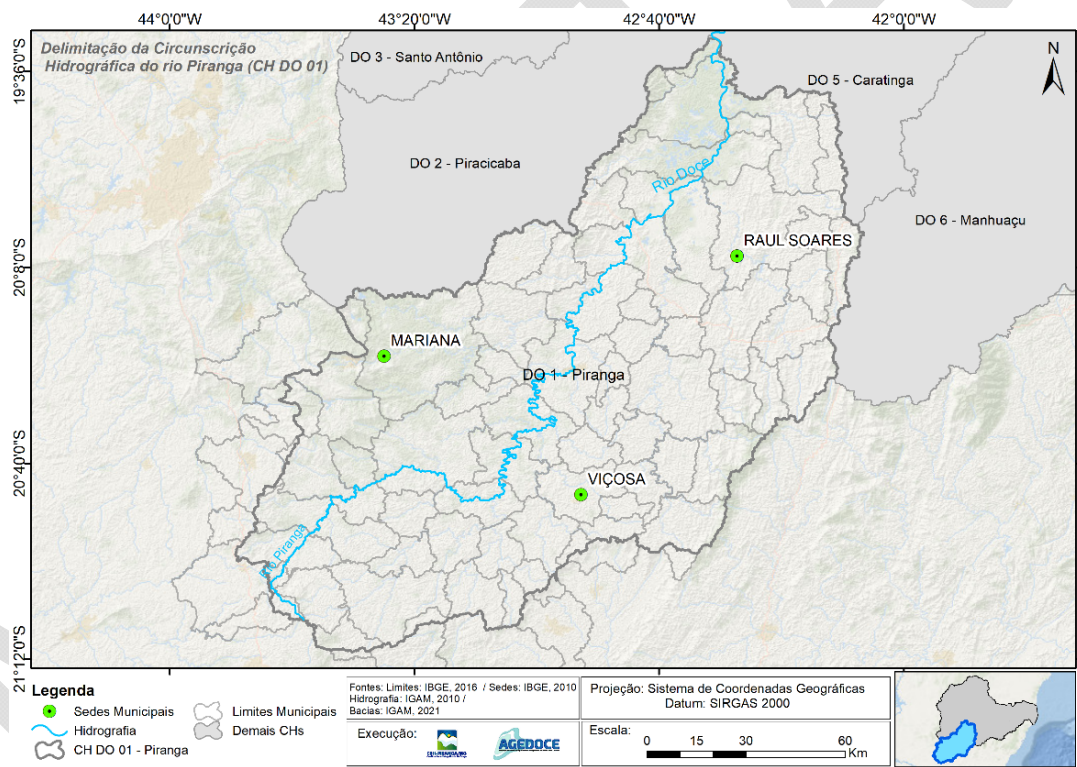 44°0'0"W
43°20'0"W
42°40'0"W
42°0'0"W
Delimitação da Circunscrição
Hidrográfica do rio Piranga (CH DO 01)
DO 3 - Santo Antônio
DO 5 - Caratinga
N
19°36'0"S
DO 2 - Piracicaba
Rio Doce
DO 6 - Manhuaçu
RAUL SOARES
20°8'0"S
MARIANA
DO 1 - Piranga
20°40'0"S
VIÇOSA
Rio Piranga
21°12'0"S
Legenda
Sedes Municipais
Hidrografia
CH DO 01 - Piranga
Limites Municipais
Demais CHs
Fontes: Limites: IBGE, 2016 / Sedes: IBGE, 2010
Hidrografia: IGAM, 2010 /
Bacias: IGAM, 2021
Execução:
AGEDOCE
Projeção: Sistema de Coordenadas Geográficas
Datum: SIRGAS 2000
Escala:
0 15 30 60
Km